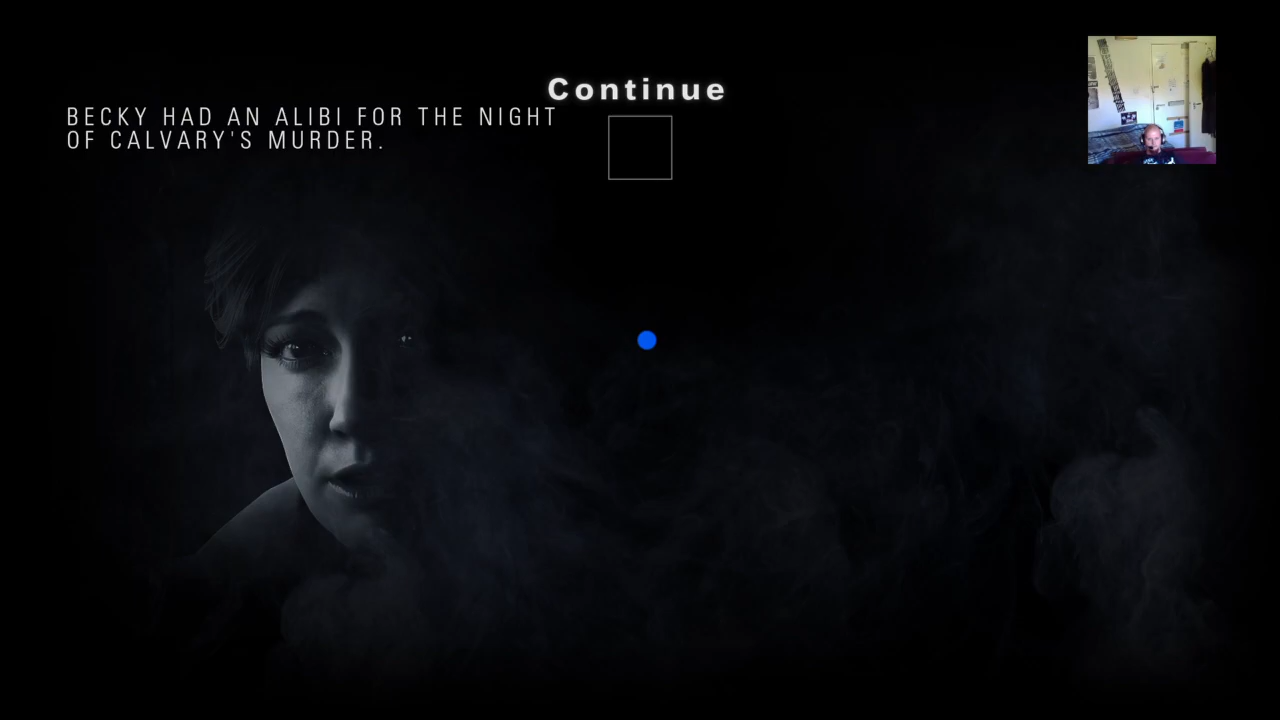 Continue
BECKY HAD AN ALIBI FOR THE NIGHT
OF CALVARY'S MURDER.